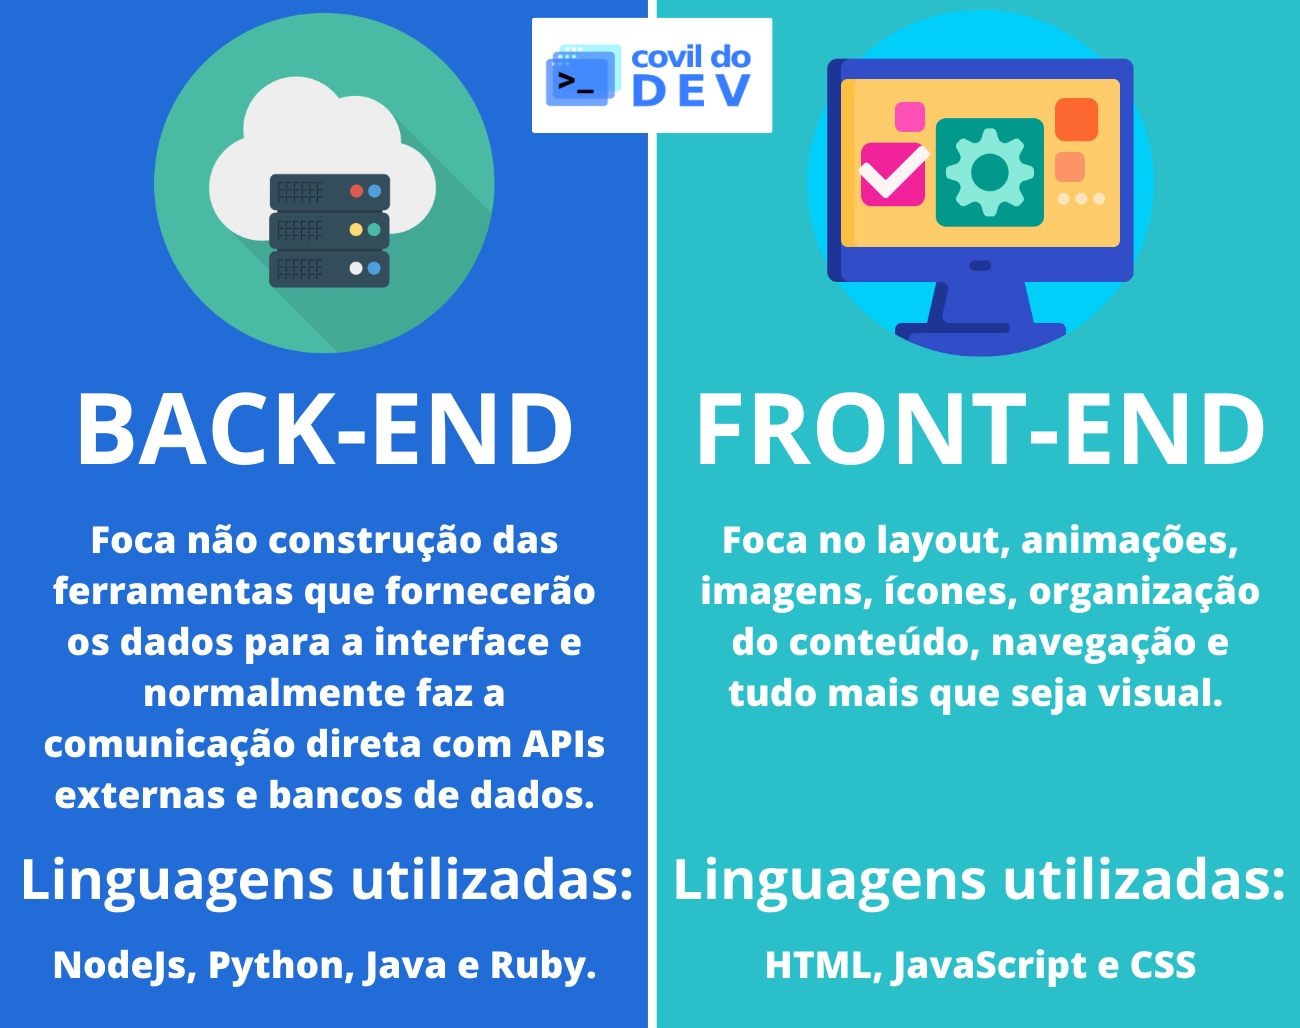 covil do
DEV
>_
BACK-END
Foca não construção das
ferramentas que fornecerão
os dados para a interface e
normalmente faz a
comunicação direta com APIs
externas e bancos de dados.
Linguagens utilizadas:
NodeJs, Python, Java e Ruby.
FRONT-END
Foca no layout, animações,
imagens, ícones, organização
do conteúdo, navegação e
tudo mais que seja visual.
Linguagens utilizadas:
HTML, JavaScript e CSS